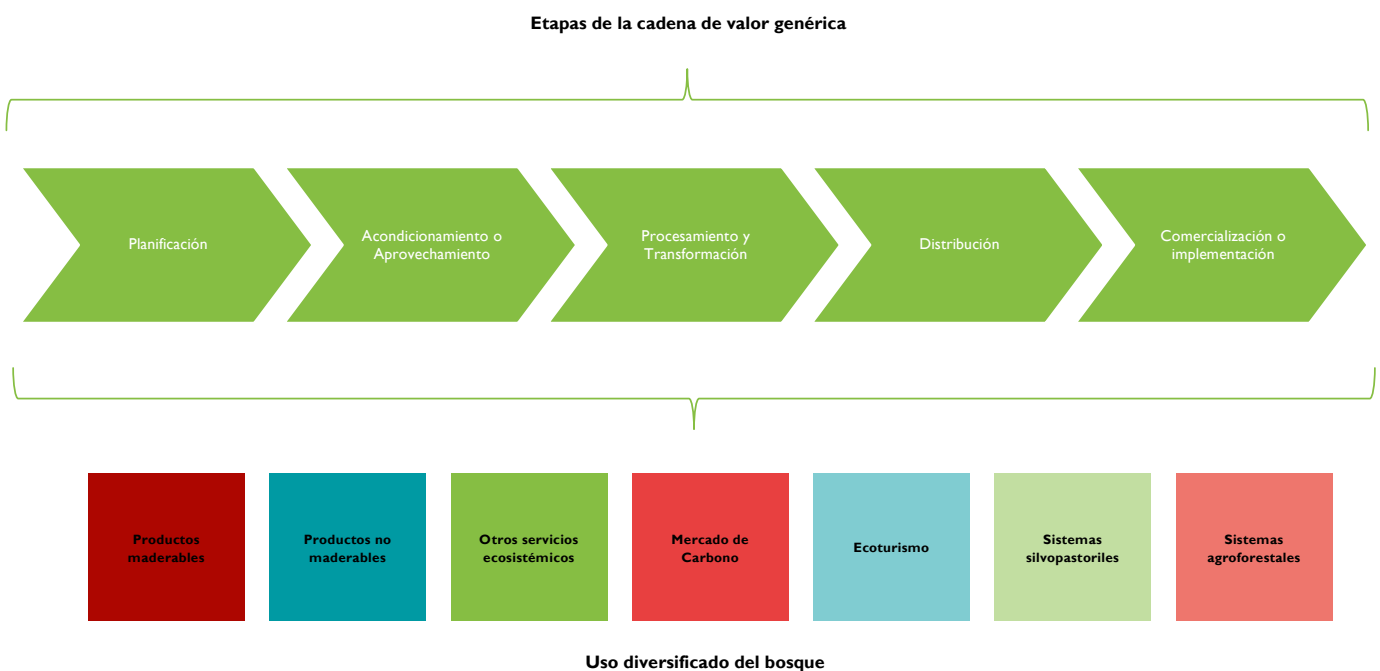 Etapas de la cadena de valor genérica
Planificación
Acondicionamiento o
Aprovechamiento
Procesamiento y
Transformación
Distribución
Comercialización o
implementación
Productos
maderables
Productos no
maderables
Otros servicios
ecosistémicos
Mercado de
Carbono
Ecoturismo
Sistemas
silvopastoriles
Sistemas
agroforestales
Uso diversificado del bosque